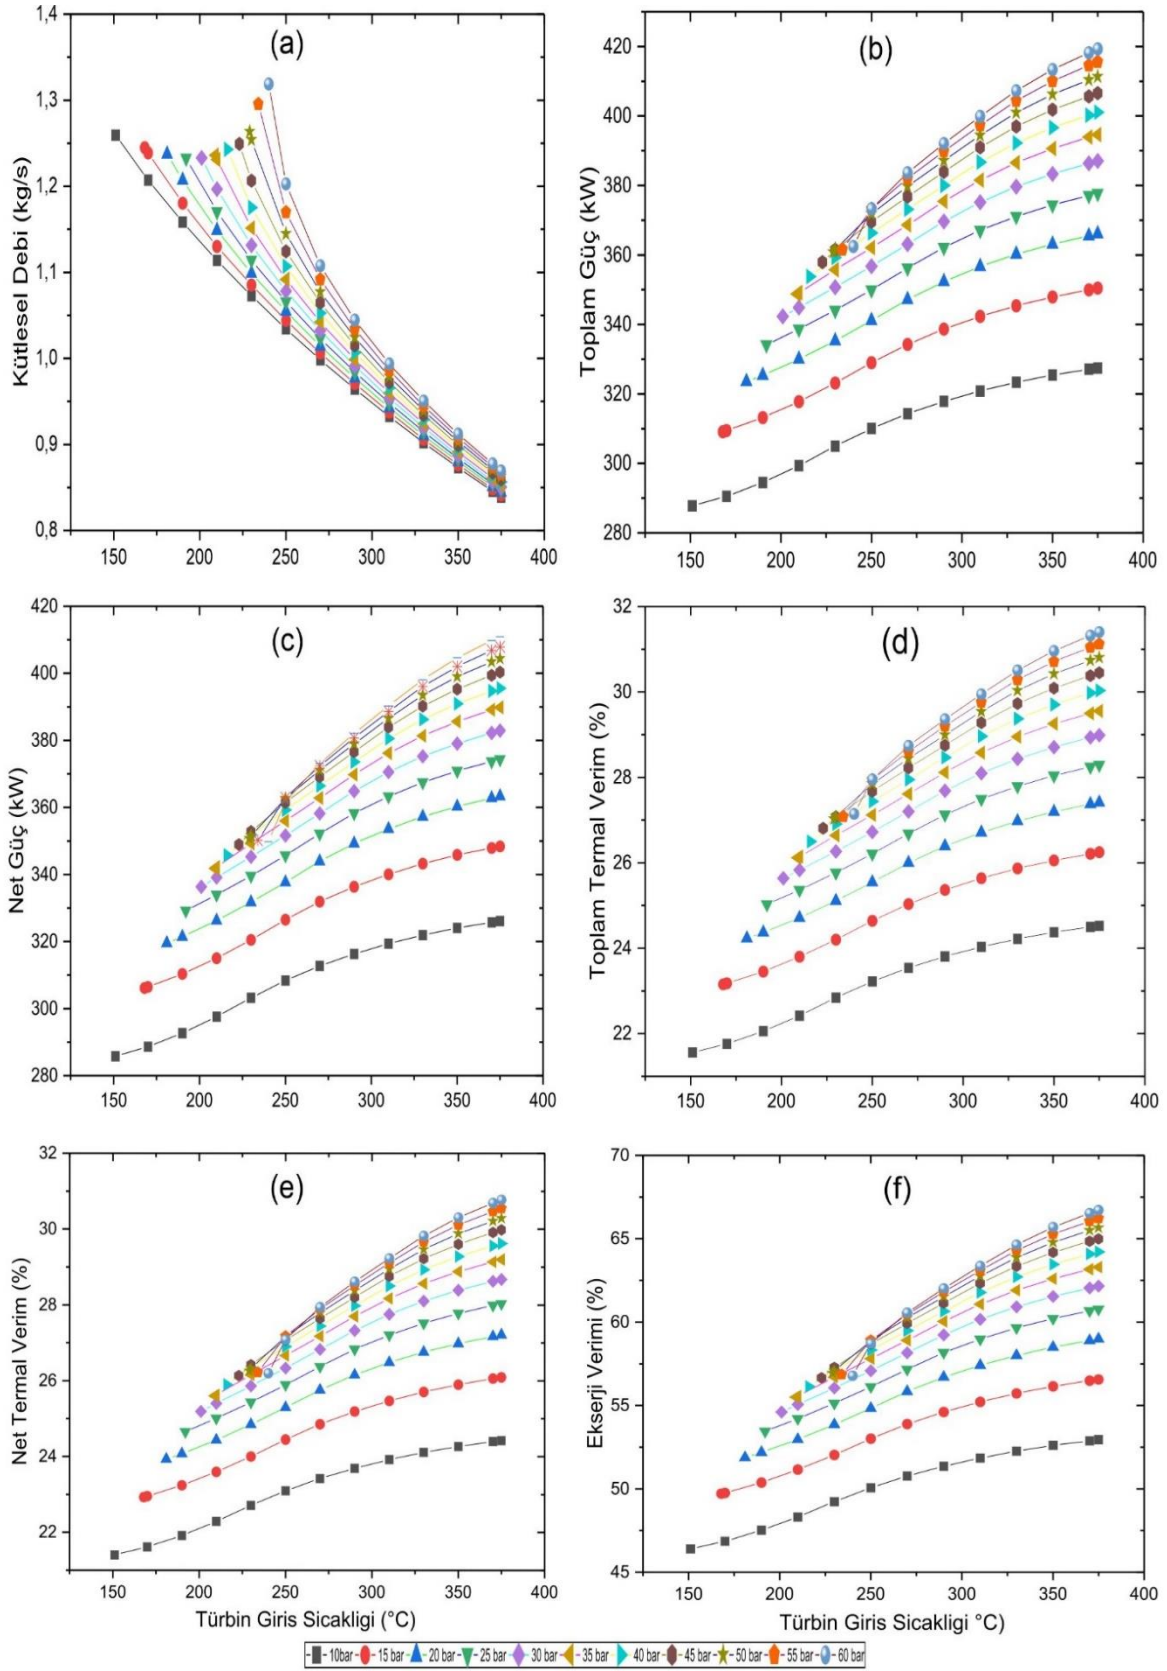 (a)
Kütlesel Debi (kg/s)
1,4
1,3
1,2
1,1
1,0
0,9
0,8
150 200 250 300 350 400
(b)
Toplam Güç (kW)
420
400
380
360
340
320
300
280
150 200 250 300 350 400
(c)
Net Güç (kW)
420
400
380
360
340
320
300
280
150 200 250 300 350 400
(d)
Toplam Termal Verim (%)
32
30
28
26
24
22
150 200 250 300 350 400
(e)
Net Termal Verim (%)
32
30
28
26
24
22
150 200 250 300 350 400
Türbin Giris Sicakligi (°C)
(f)
Ekserji Verimi (%)
70
65
60
55
50
45
150 200 250 300 350 400
Türbin Giris Sicakligi °C)
10bar 15 bar 20 bar 25 bar 30 bar 35 bar 40 bar 45 bar 50 bar 55 bar 60 bar